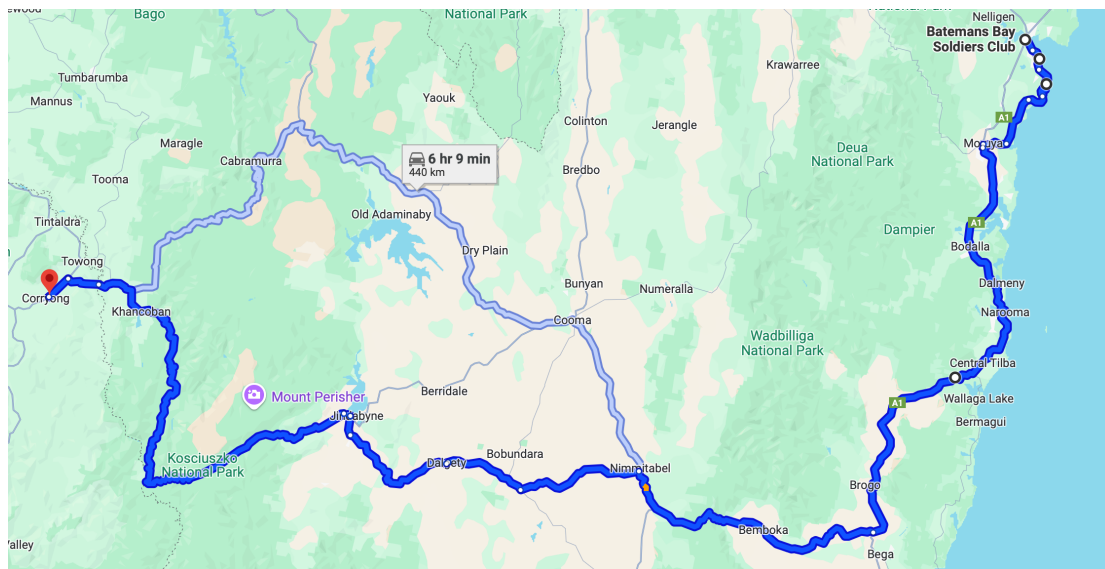 Bago
National Park
Nelligen
Batemans Bay
Soldiers Club
Krawarree
Tumbarumba
Mannus
Yaouk
Colinton
Jerangle
A1
Moruya
Maragle
Cabramurra
6 hr 9 min
440 km
Bredbo
Deua
National Park
Tooma
Tintaldra
Old Adaminaby
Dampier
A1
Bodalla
Dry Plain
Towong
Bunyan
Numeralla
Dalmeny
Corryong
Khancoban
Cooma
Narooma
Wadbilliga
National Park
Central Tilba
Mount Perisher
Berridale
A1
Wallaga Lake
Jindabyne
Bermagui
Kosciuszko
National Park
Dalgety
Bobundara
Nimmitabel
Brogo
Bemboka
Bega